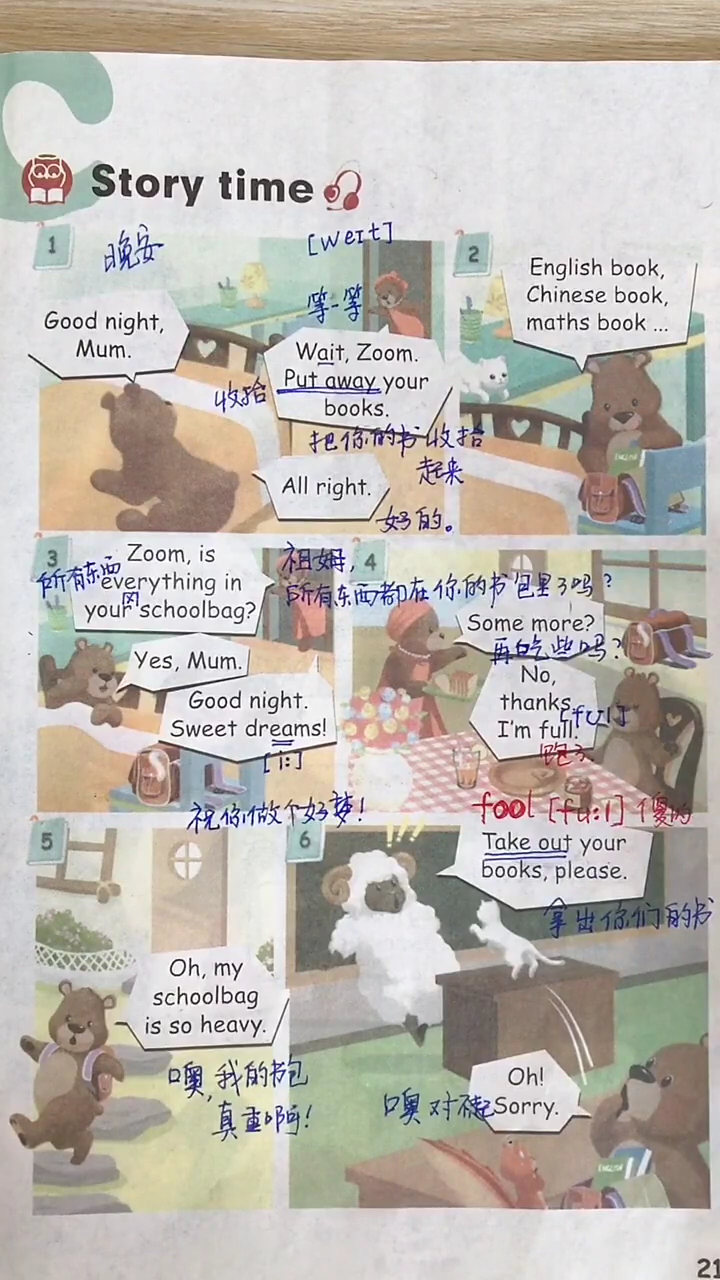 Story time
1
晚安
[weɪt]
等一等
Good night,
Mum.
Wait, Zoom.
Put away your
books.
收拾
把你的书收拾
起来
All right.
好的。
2
English book,
Chinese book,
maths book ...
ENGLISH
3
Zoom, is
everything in
your schoolbag?
所有东西
祖姆,
所有东西都在你的书包里了吗?
Yes, Mum.
Good night.
Sweet dreams!
[i:]
祝你做个好梦!
4
Some more?
再吃些吗?
No,
thanks.
I'm full.
[fʊl]
饱了
fool [fu:l] 傻的
5
Oh, my
schoolbag
is so heavy.
噢,我的书包
真重啊!
6
!!!
Take out your
books, please.
拿出你们的书
Oh!
Sorry.
噢对不起
ENGLISH
21